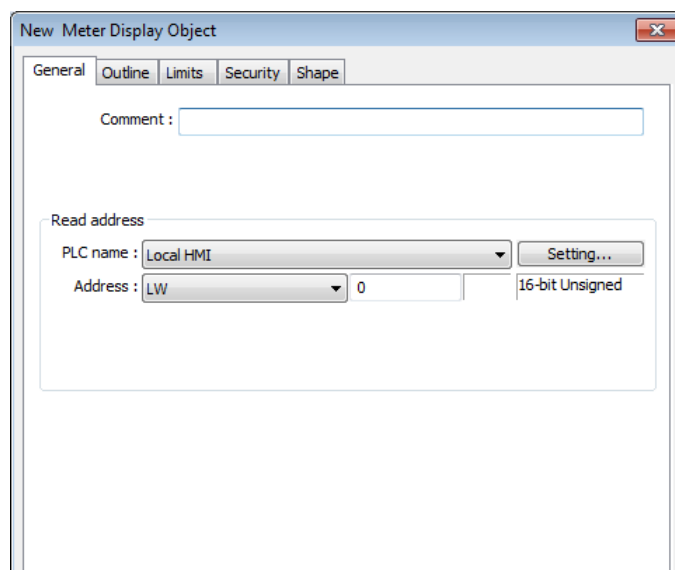 New Meter Display Object
General Outline Limits Security Shape
Comment :
Read address
PLC name : Local HMI Setting...
Address : LW 0 16-bit Unsigned